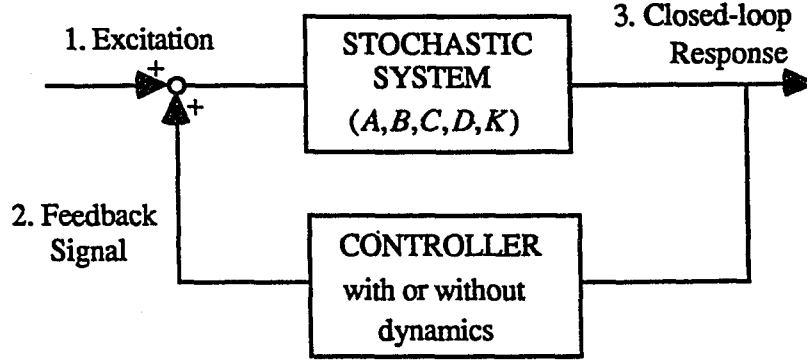 1. Excitation
+
+
STOCHASTIC
SYSTEM
(A,B,C,D,K)
3. Closed-loop
Response
2. Feedback
Signal
CONTROLLER
with or without
dynamics